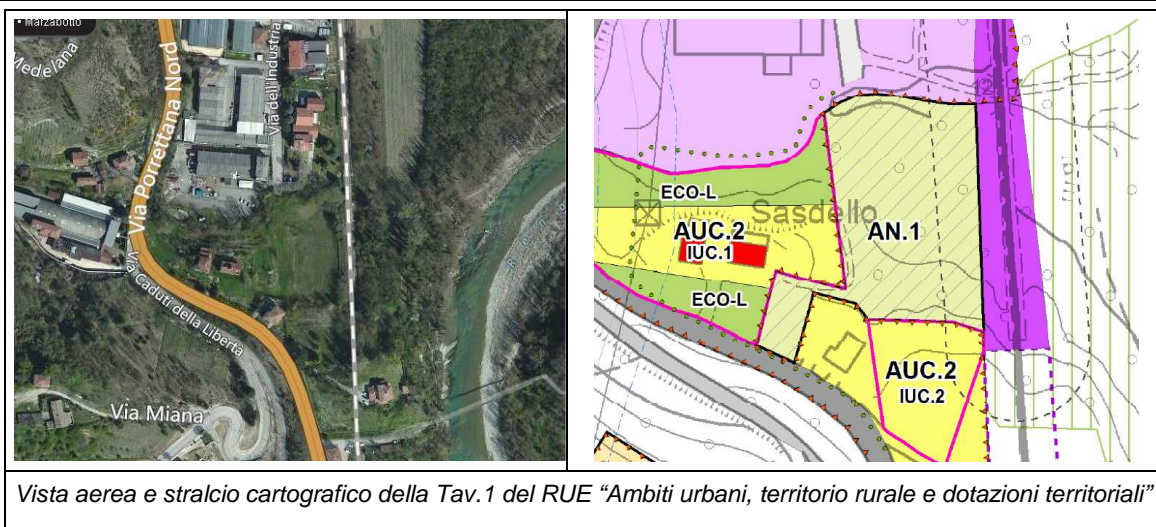 Marzabotto
Medelana
Via Porrettana Nord
Via dell'Industria
Via Caduti della Libertà
Via Miana
ECO-L
Sasdello
AUC.2
IUC.1
AN.1
ECO-L
AUC.2
IUC.2
Vista aerea e stralcio cartografico della Tav.1 del RUE “Ambiti urbani, territorio rurale e dotazioni territoriali”